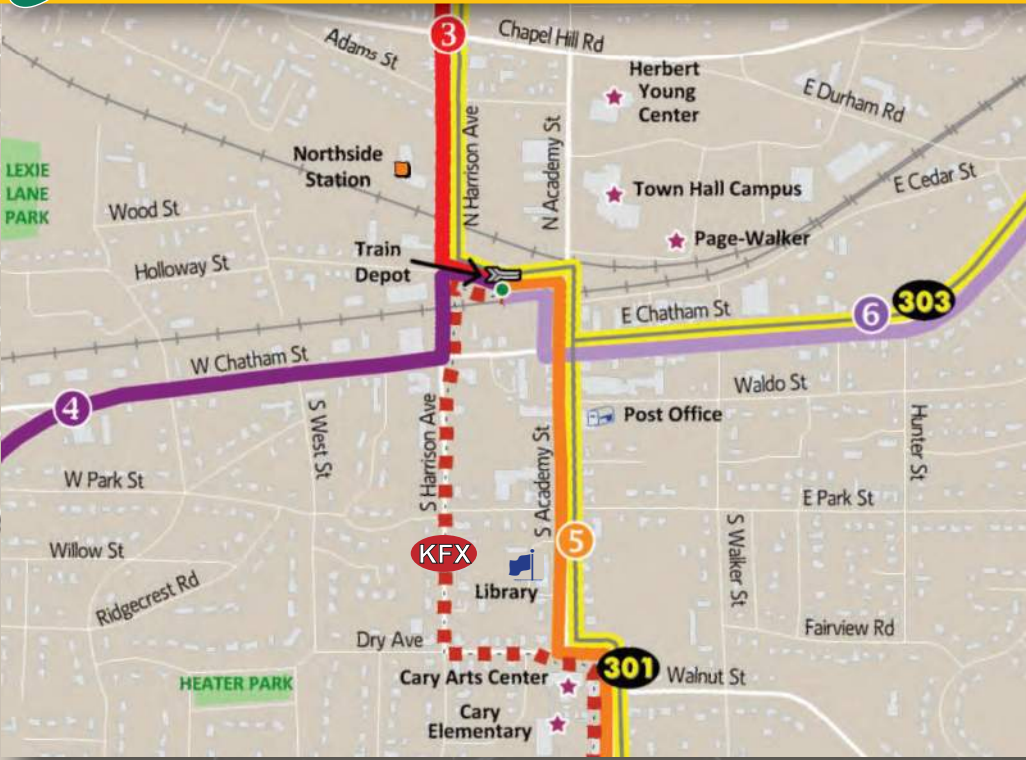 3
Chapel Hill Rd
Adams St
Herbert
Young
Center
E Durham Rd
N Harrison Ave
N Academy St
Northside
Station
LEXIE
LANE
PARK
Town Hall Campus
E Cedar St
Wood St
Page-Walker
Train
Depot
Holloway St
E Chatham St
6
303
W Chatham St
Waldo St
4
S West St
S Harrison Ave
Post Office
Hunter St
S Academy St
W Park St
E Park St
5
Willow St
KFX
S Walker St
Library
Ridgecrest Rd
Fairview Rd
Dry Ave
301
Walnut St
Cary Arts Center
HEATER PARK
Cary
Elementary